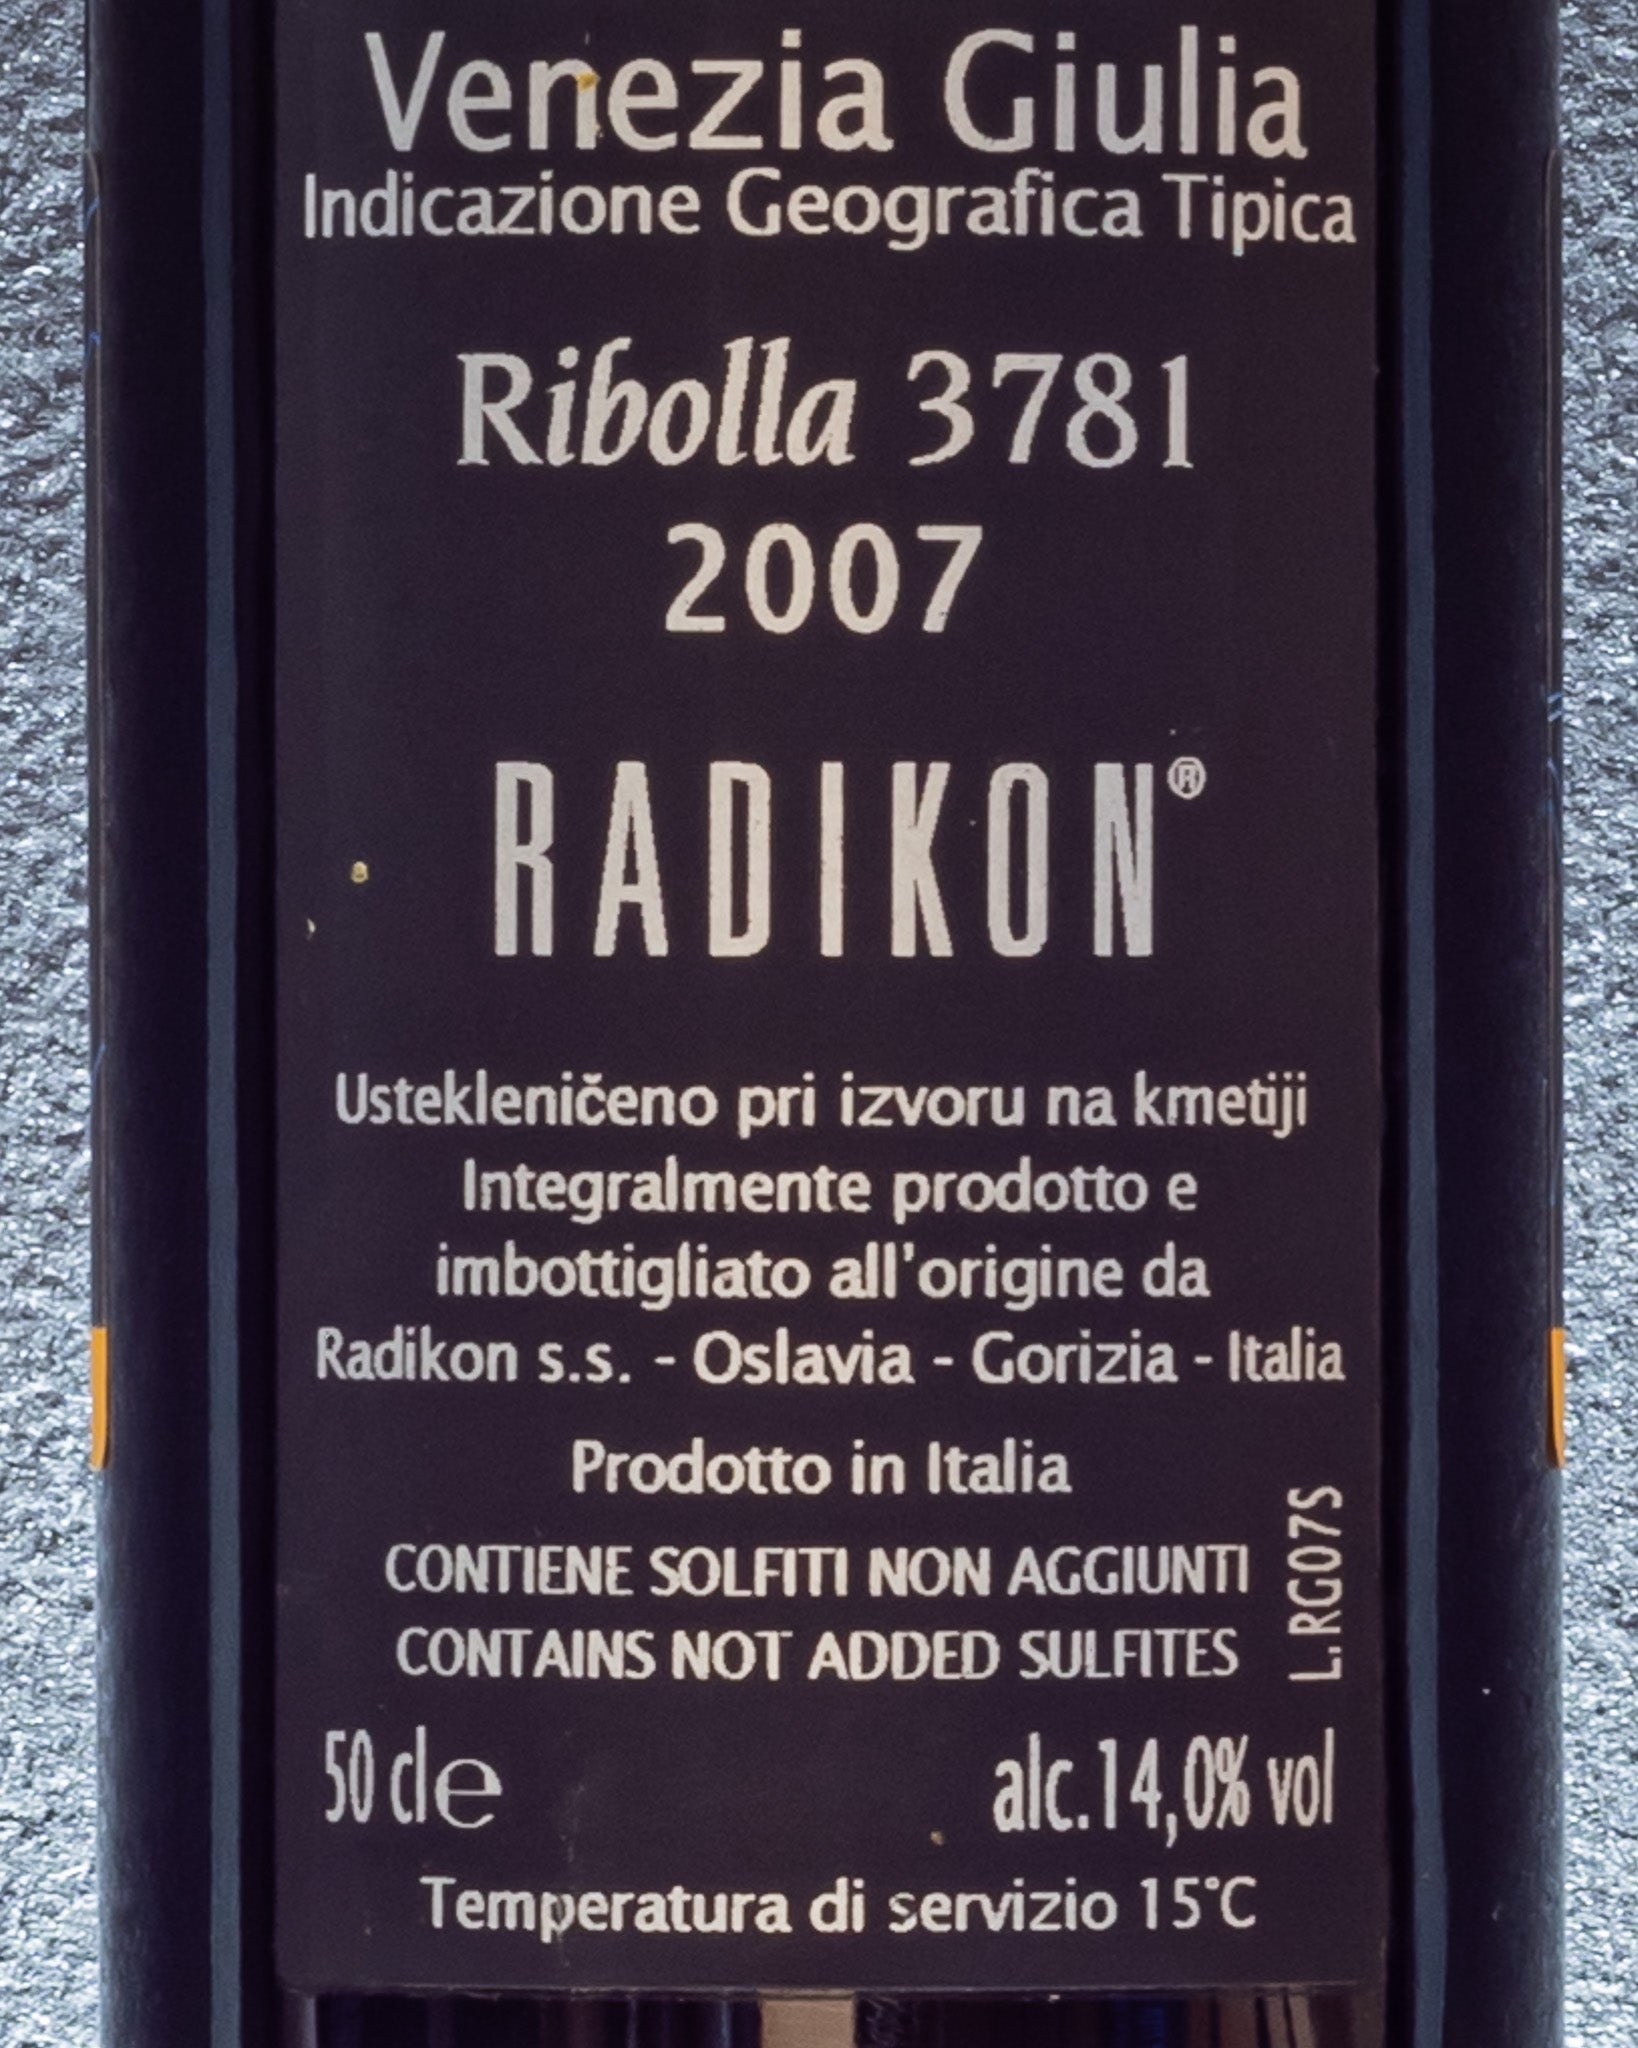 Venezia Giulia
Indicazione Geografica Tipica
Ribolla 3781
2007
RADIKON®
Ustekleničeno pri izvoru na kmetiji
Integralmente prodotto e
imbottigliato all'origine da
Radikon s.s. - Oslavia - Gorizia - Italia
Prodotto in Italia
CONTIENE SOLFITI NON AGGIUNTI
CONTAINS NOT ADDED SULFITES
L.RG07S
50 cl e
alc.14,0% vol
Temperatura di servizio 15°C